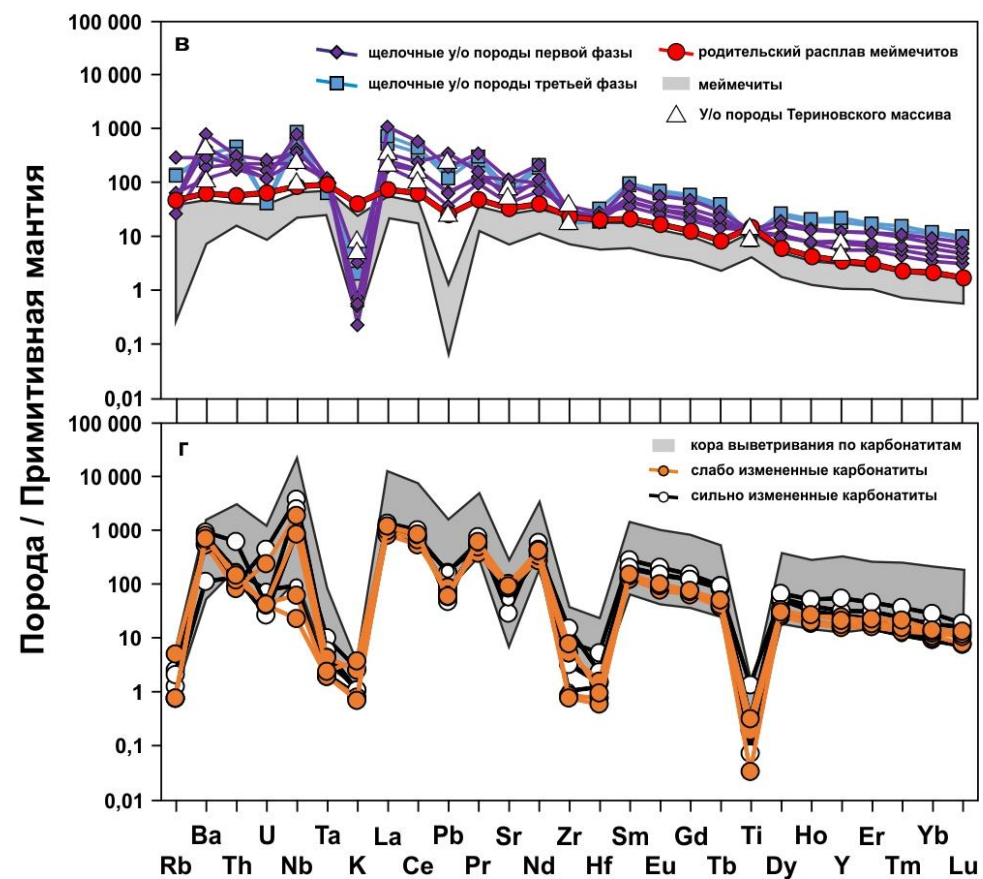 Порода / Примитивная мантия
100 000
10 000
1 000
100
10
1
0,1
0,01
в
щелочные у/о породы первой фазы
щелочные у/о породы третьей фазы
родительский расплав меймечитов
меймечиты
У/о породы Териновского массива
100 000
10 000
1 000
100
10
1
0,1
0,01
г
кора выветривания по карбонатитам
слабо измененные карбонатиты
сильно измененные карбонатиты
Ba U Ta La Pb Sr Zr Sm Gd Ti Ho Er Yb
Rb Th Nb K Ce Pr Nd Hf Eu Tb Dy Y Tm Lu